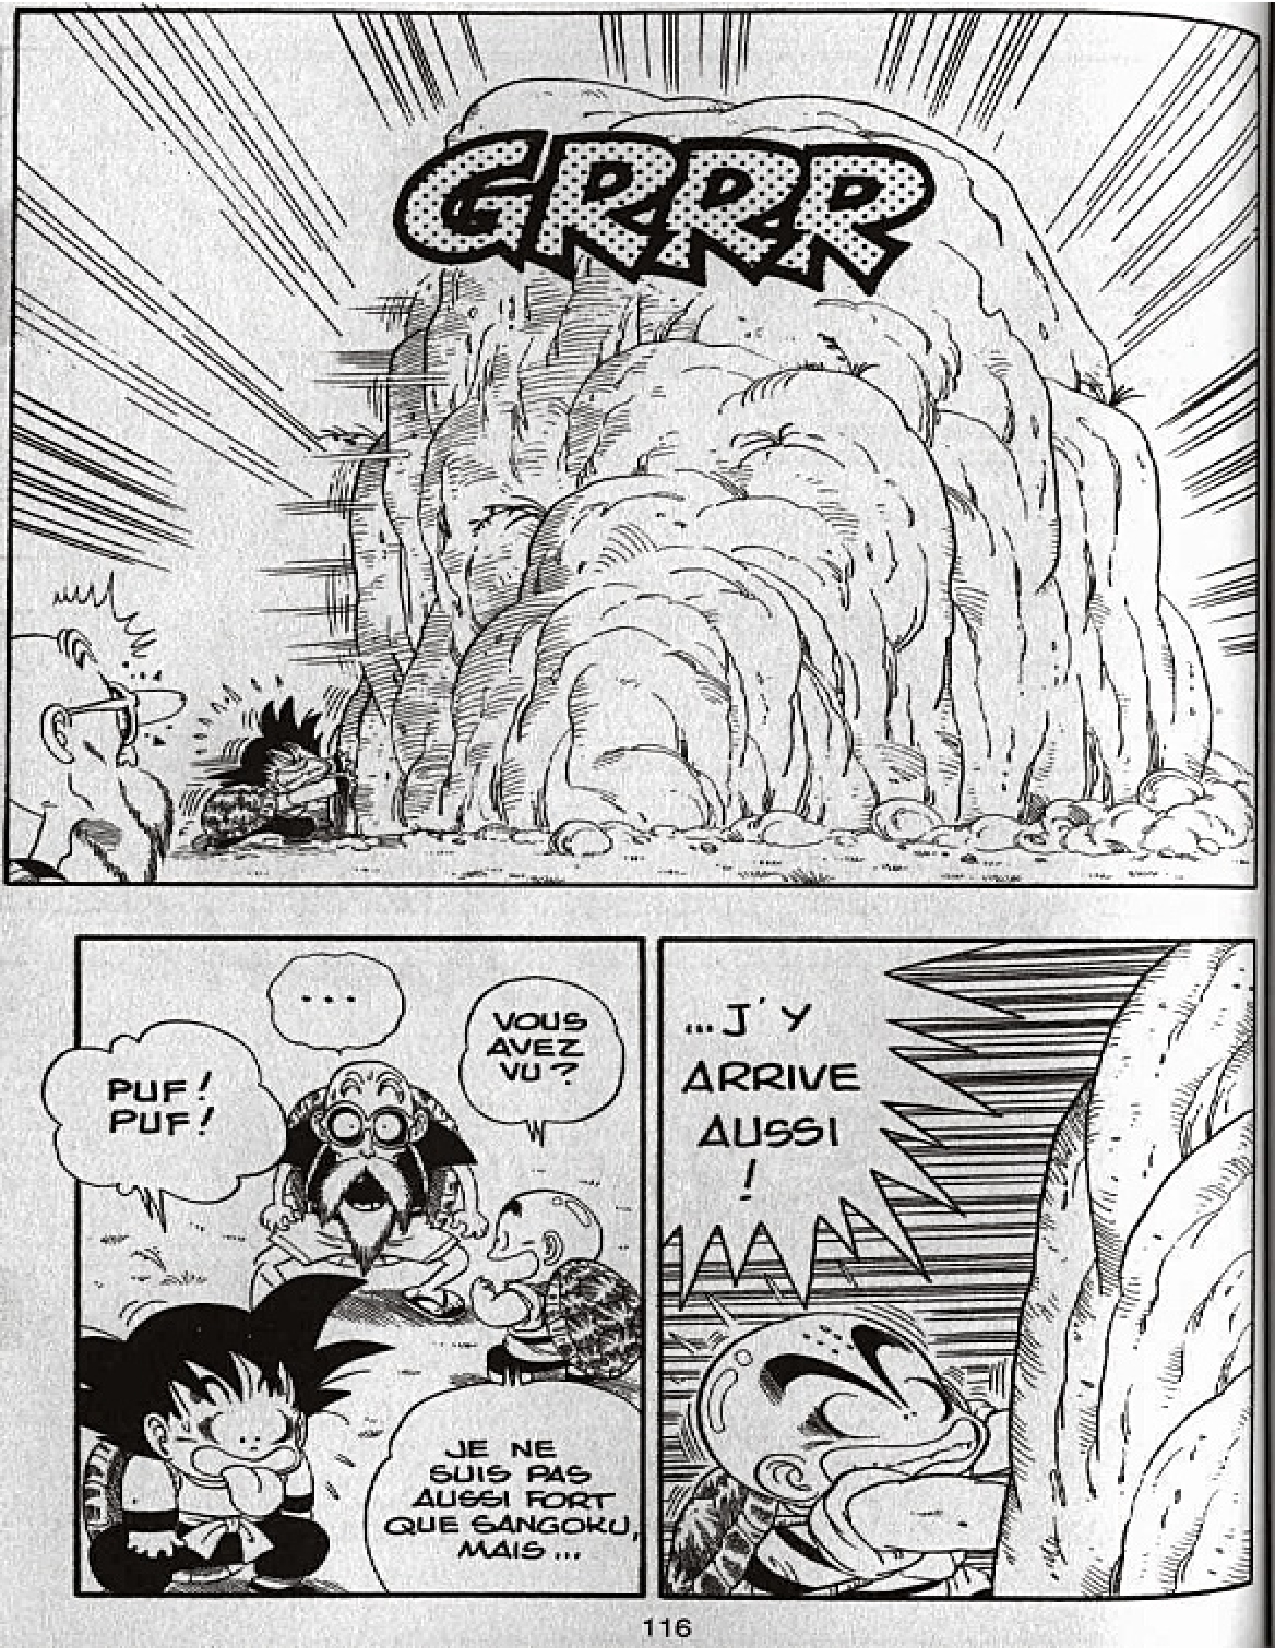 GRRR
PUF!
PUF!
...
VOUS
AVEZ
VU?
JE NE
SUIS PAS
AUSSI FORT
QUE SANGOKU,
MAIS...
...J'Y
ARRIVE
AUSSI
!
116